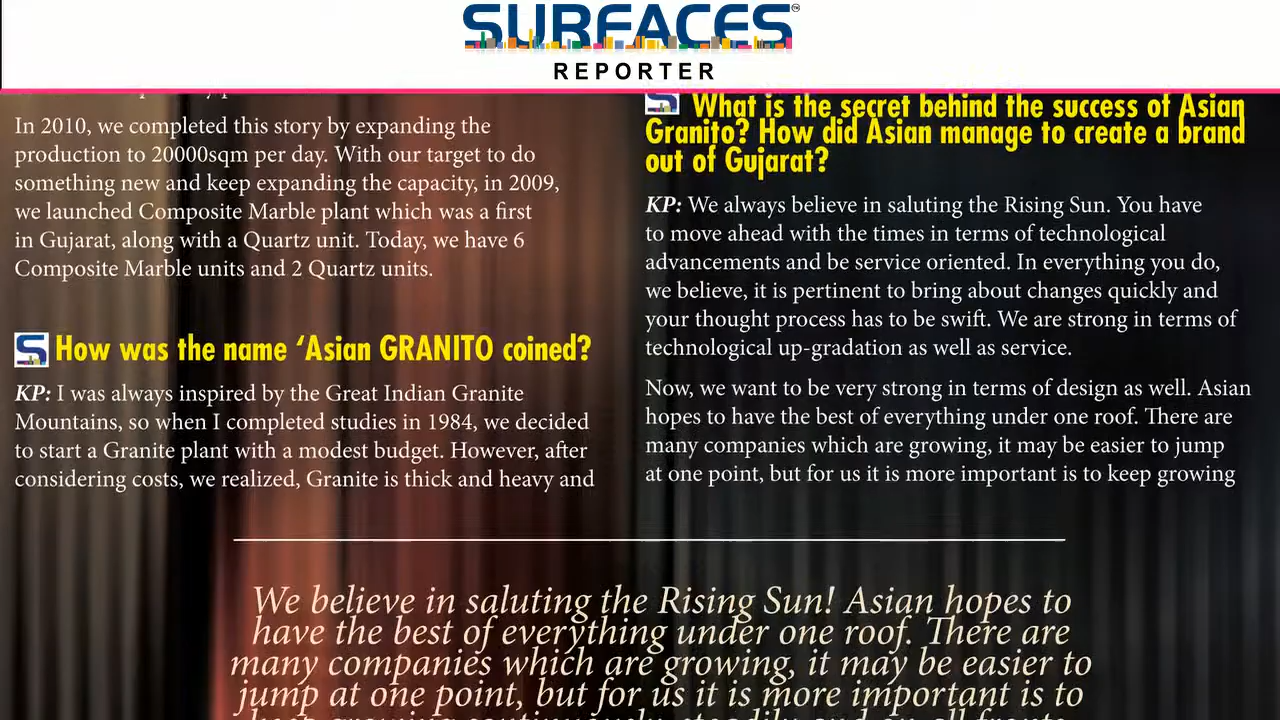 SURFACES
REPORTER
In 2010, we completed this story by expanding the
production to 20000sqm per day. With our target to do
something new and keep expanding the capacity, in 2009,
we launched Composite Marble plant which was a first
in Gujarat, along with a Quartz unit. Today, we have 6
Composite Marble units and 2 Quartz units.
How was the name ‘Asian GRANITO coined?
KP: I was always inspired by the Great Indian Granite
Mountains, so when I completed studies in 1984, we decided
to start a Granite plant with a modest budget. However, after
considering costs, we realized, Granite is thick and heavy and
What is the secret behind the success of Asian
Granito? How did Asian manage to create a brand
out of Gujarat?
KP: We always believe in saluting the Rising Sun. You have
to move ahead with the times in terms of technological
advancements and be service oriented. In everything you do,
we believe, it is pertinent to bring about changes quickly and
your thought process has to be swift. We are strong in terms of
technological up-gradation as well as service.
Now, we want to be very strong in terms of design as well. Asian
hopes to have the best of everything under one roof. There are
many companies which are growing, it may be easier to jump
at one point, but for us it is more important is to keep growing
We believe in saluting the Rising Sun! Asian hopes to
have the best of everything under one roof. There are
many companies which are growing, it may be easier to
jump at one point, but for us it is more important is to
keep growing continuously, steadily and on all fronts